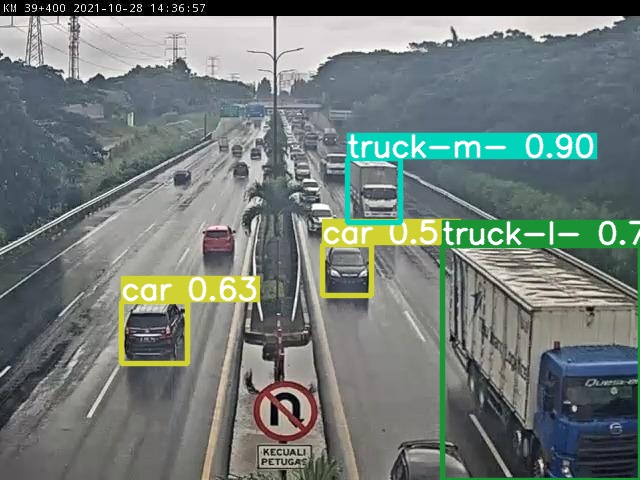 KM 39+400 2021-10-28 14:36:57
truck-m- 0.90
car 0.5
truck-l- 0.7
car 0.63
Quester
KECUALI
PETUGAS